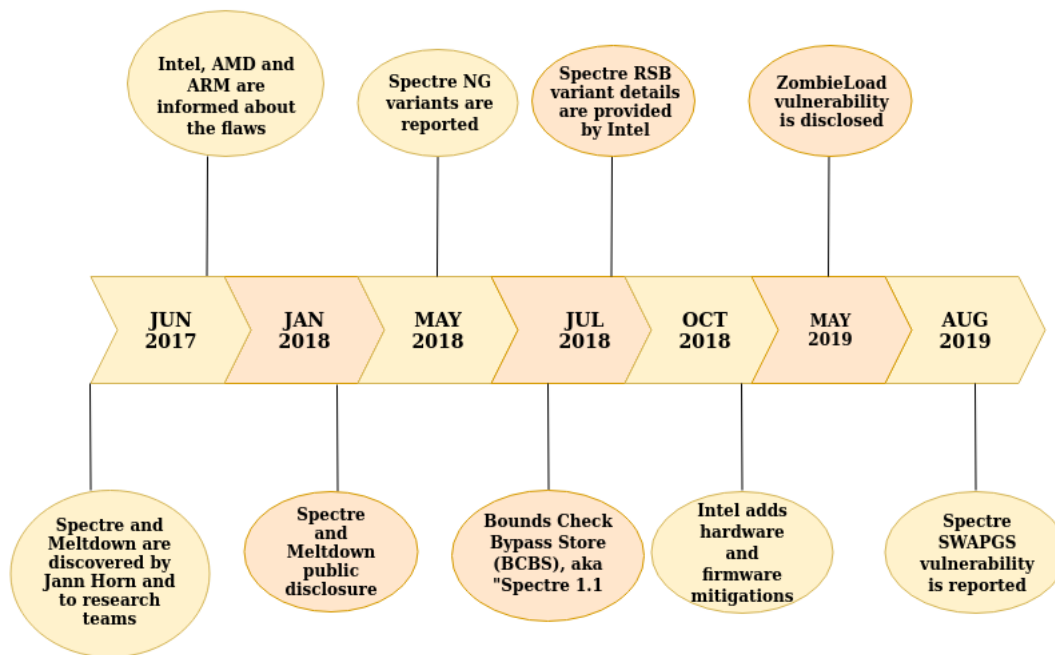 Intel, AMD and
ARM are
informed about
the flaws
Spectre NG
variants are
reported
Spectre RSB
variant details
are provided
by Intel
ZombieLoad
vulnerability
is disclosed
JUN
2017
JAN
2018
MAY
2018
JUL
2018
OCT
2018
MAY
2019
AUG
2019
Spectre and
Meltdown are
discovered by
Jann Horn and
to research
teams
Spectre
and
Meltdown
public
disclosure
Bounds Check
Bypass Store
(BCBS), aka
"Spectre 1.1
Intel adds
hardware
and
firmware
mitigations
Spectre
SWAPGS
vulnerability
is reported